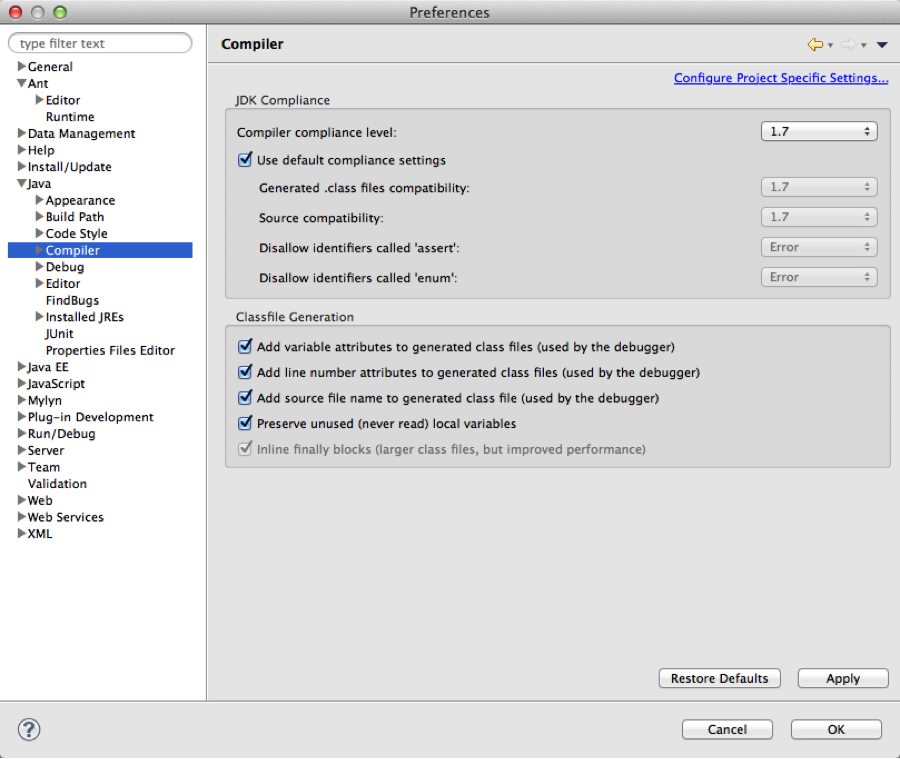 Preferences
type filter text
General
Ant
Editor
Runtime
Data Management
Help
Install/Update
Java
Appearance
Build Path
Code Style
Compiler
Debug
Editor
FindBugs
Installed JREs
JUnit
Properties Files Editor
Java EE
JavaScript
Mylyn
Plug-in Development
Run/Debug
Server
Team
Validation
Web
Web Services
XML
Compiler
Configure Project Specific Settings...
JDK Compliance
Compiler compliance level: 1.7
Use default compliance settings
Generated .class files compatibility: 1.7
Source compatibility: 1.7
Disallow identifiers called 'assert': Error
Disallow identifiers called 'enum': Error
Classfile Generation
Add variable attributes to generated class files (used by the debugger)
Add line number attributes to generated class files (used by the debugger)
Add source file name to generated class file (used by the debugger)
Preserve unused (never read) local variables
Inline finally blocks (larger class files, but improved performance)
Restore Defaults Apply
? Cancel OK